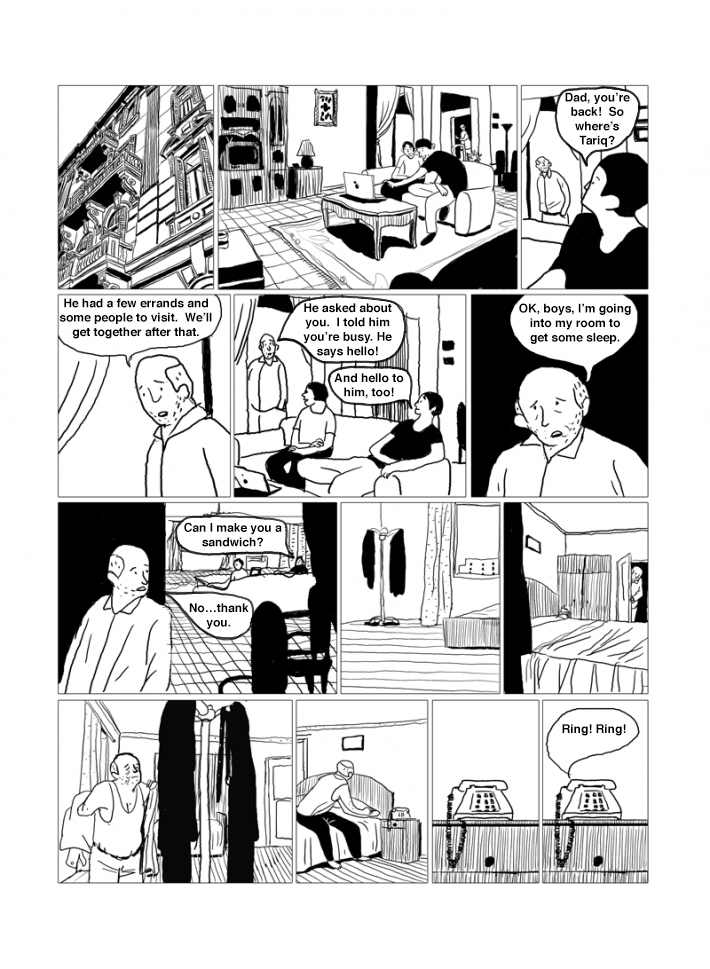 Dad, you're
back!  So
where's
Tariq?
He had a few errands and
some people to visit.  We'll
get together after that.
He asked about
you.  I told him
you're busy. He
says hello!
And hello to
him, too!
OK, boys, I'm going
into my room to
get some sleep.
Can I make you a
sandwich?
No...thank
you.
Ring! Ring!